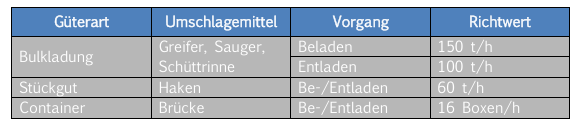 Güterart Umschlagemittel Vorgang Richtwert
Bulkladung Greifer, Sauger, Schüttrinne Beladen 150 t/h
Entladen 100 t/h
Stückgut Haken Be-/Entladen 60 t/h
Container Brücke Be-/Entladen 16 Boxen/h